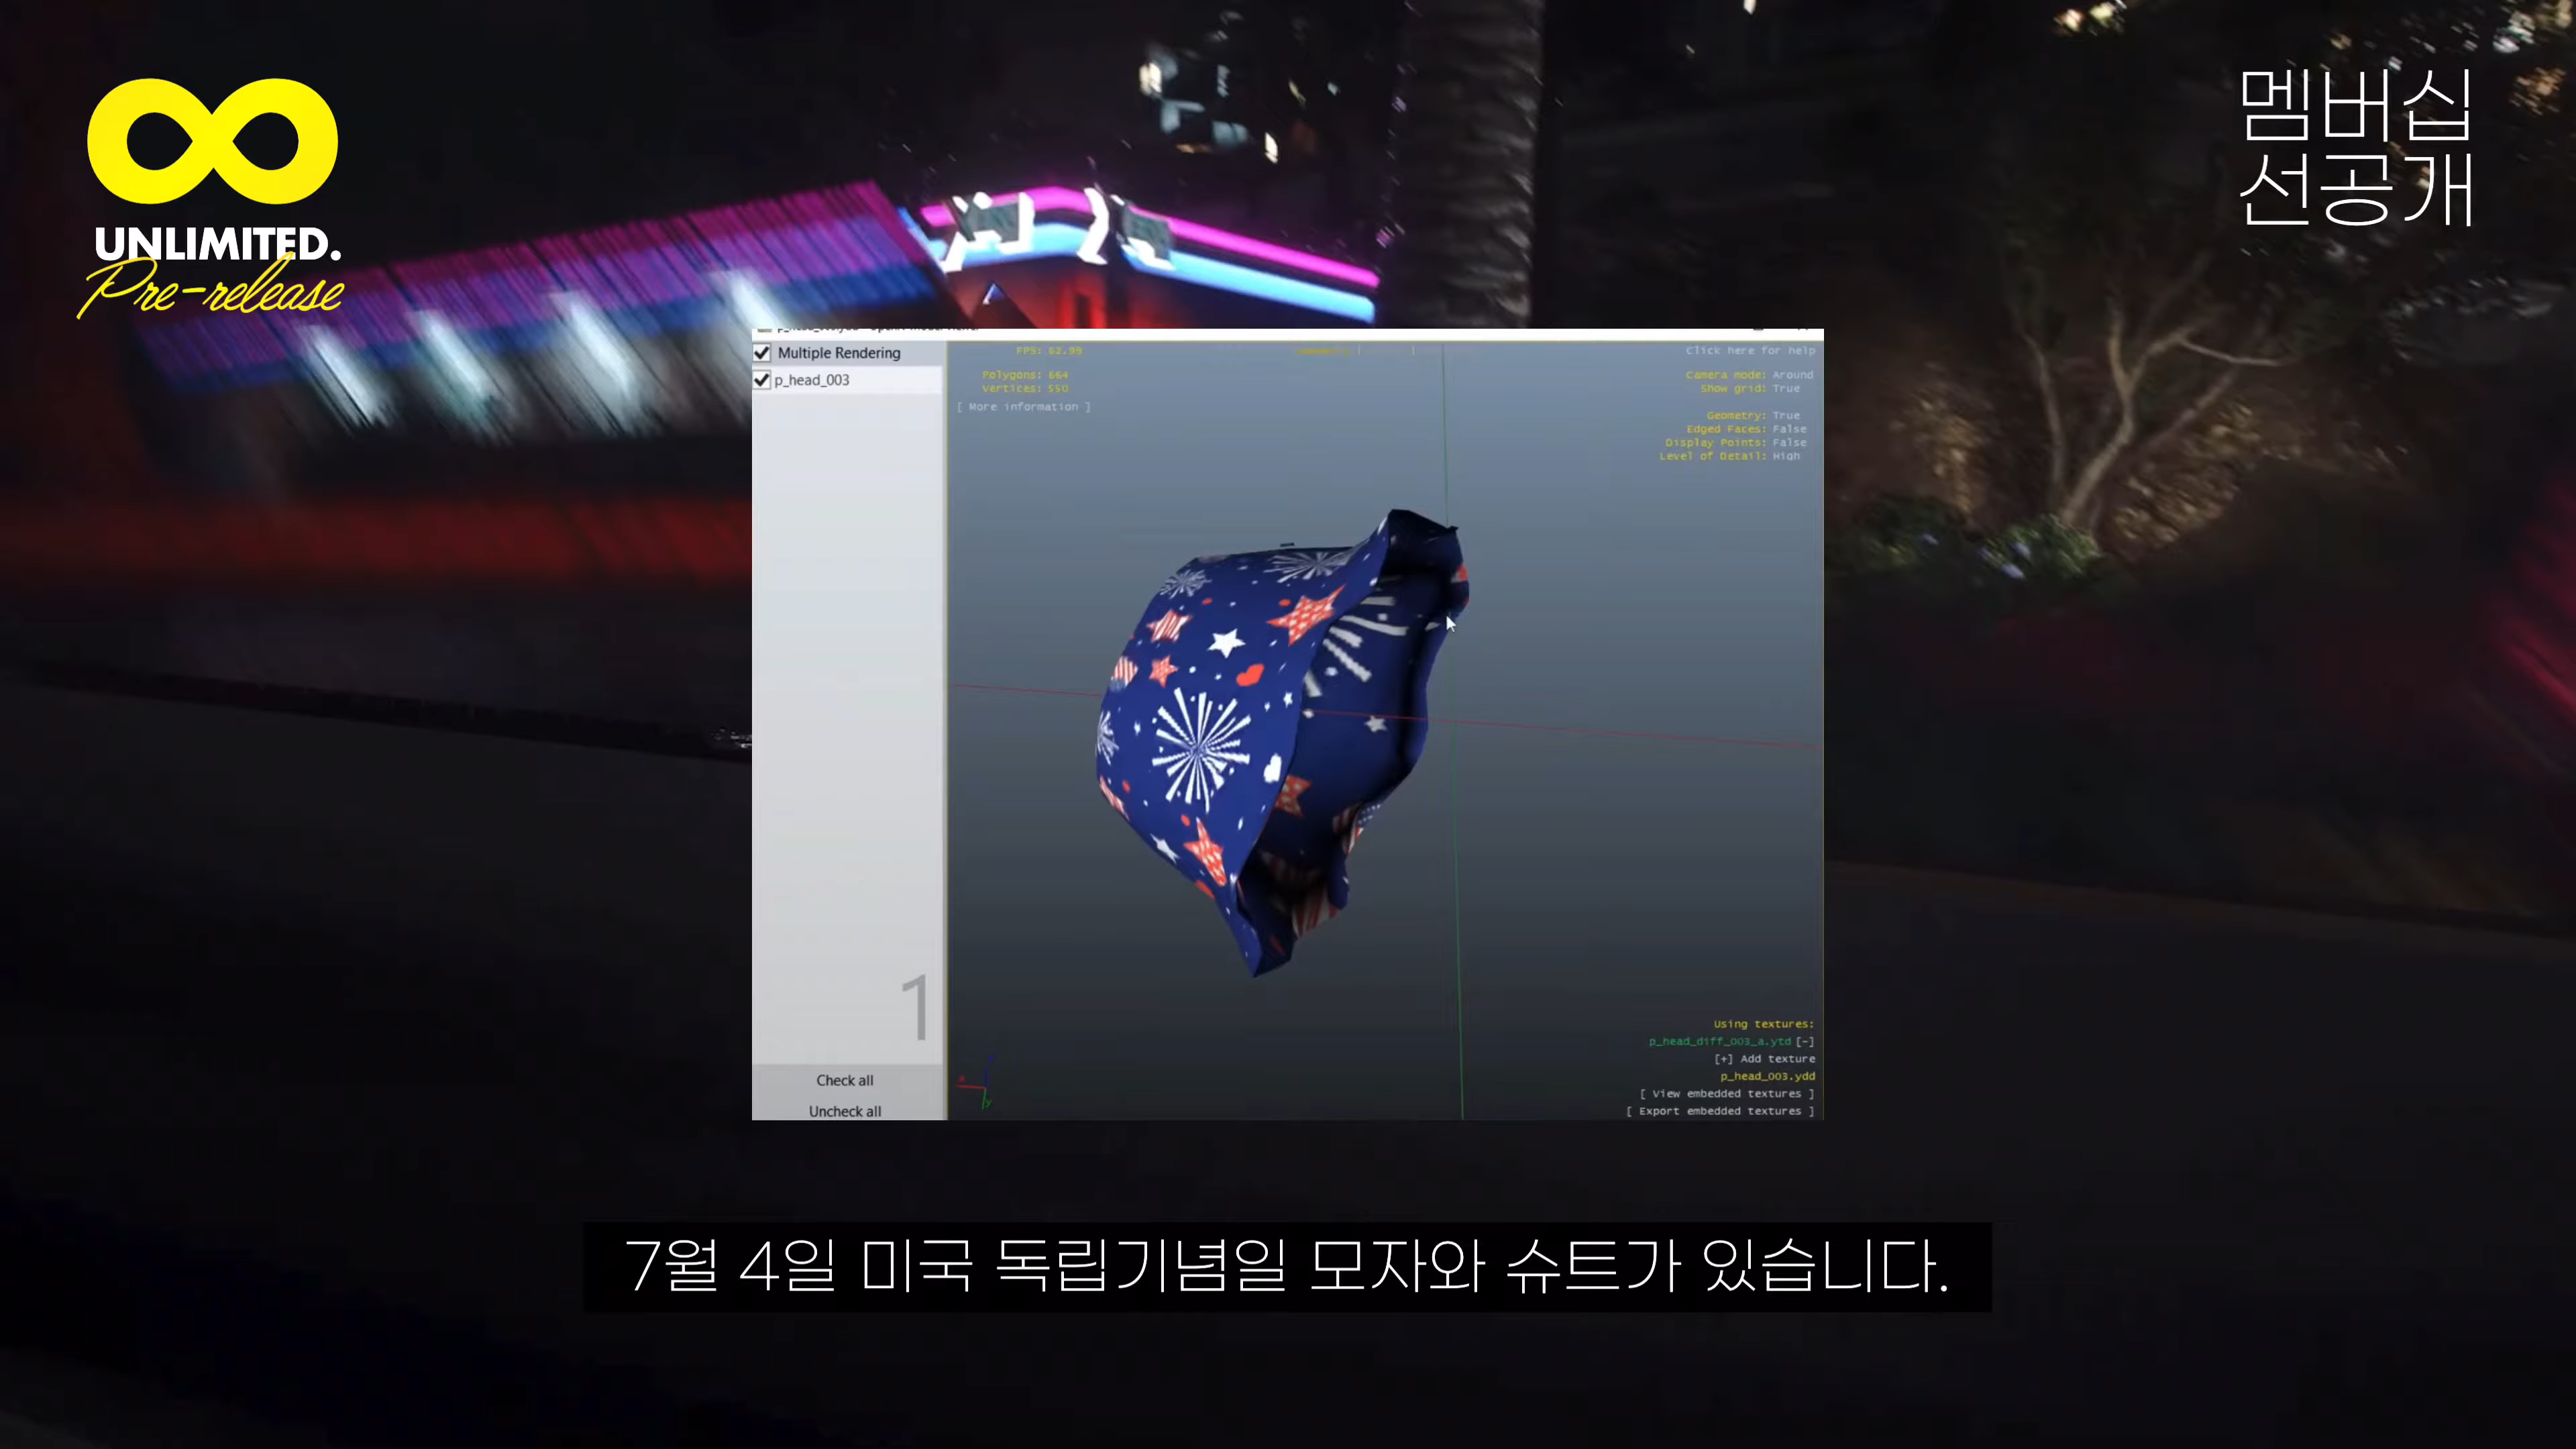 UNLIMITED.
Pre-release
멤버십
선공개
Multiple Rendering
p_head_003
FPS: 62.99
Polygons: 664
Vertices: 550
[ More information ]
Click here for help
Camera mode: Around
Show grid: True
Geometry: True
Edged Faces: False
Display Points: False
Level of Detail: High
1
Check all
Uncheck all
x
y
Using textures:
p_head_diff_003_a.ytd [-]
[+] Add texture
p_head_003.ydd
[ View embedded textures ]
[ Export embedded textures ]
7월 4일 미국 독립기념일 모자와 슈트가 있습니다.